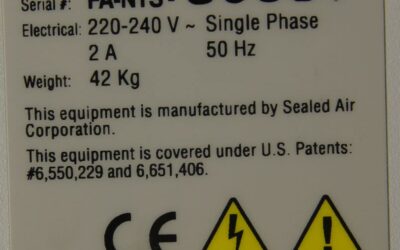 Serial #:
Electrical: 220-240 V ~ Single Phase
2 A 50 Hz
Weight: 42 Kg
This equipment is manufactured by Sealed Air
Corporation.
This equipment is covered under U.S. Patents:
#6,550,229 and 6,651,406.
CE